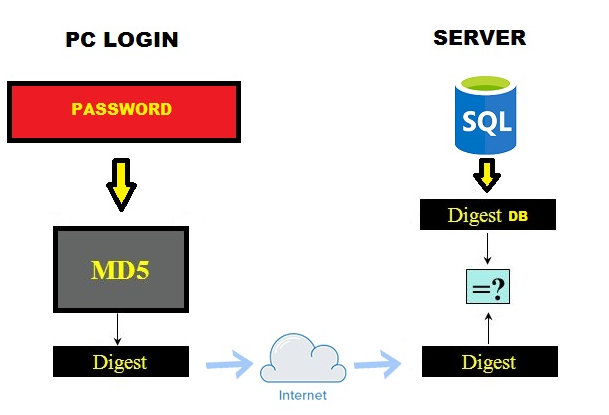 PC LOGIN
SERVER
PASSWORD
SQL
Digest DB
MD5
=?
Digest
Digest
Internet